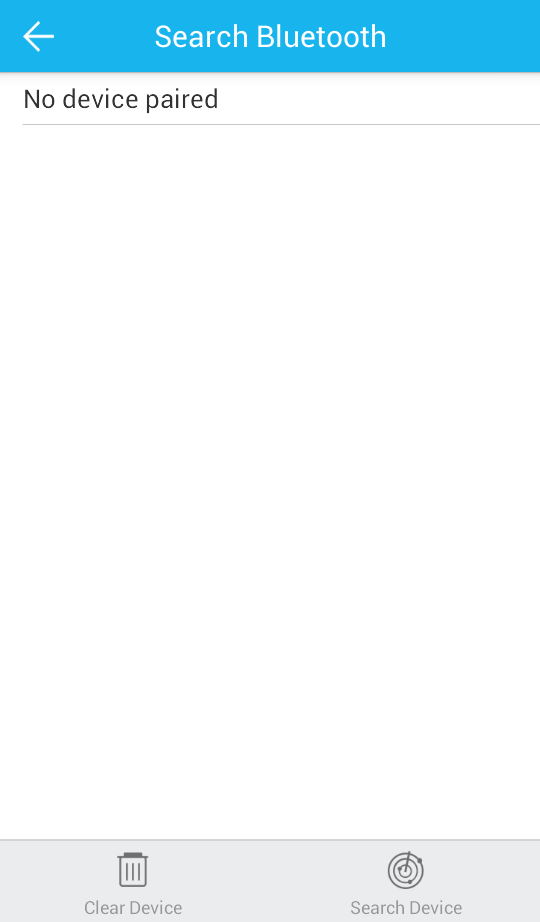 Search Bluetooth
No device paired
Clear Device
Search Device